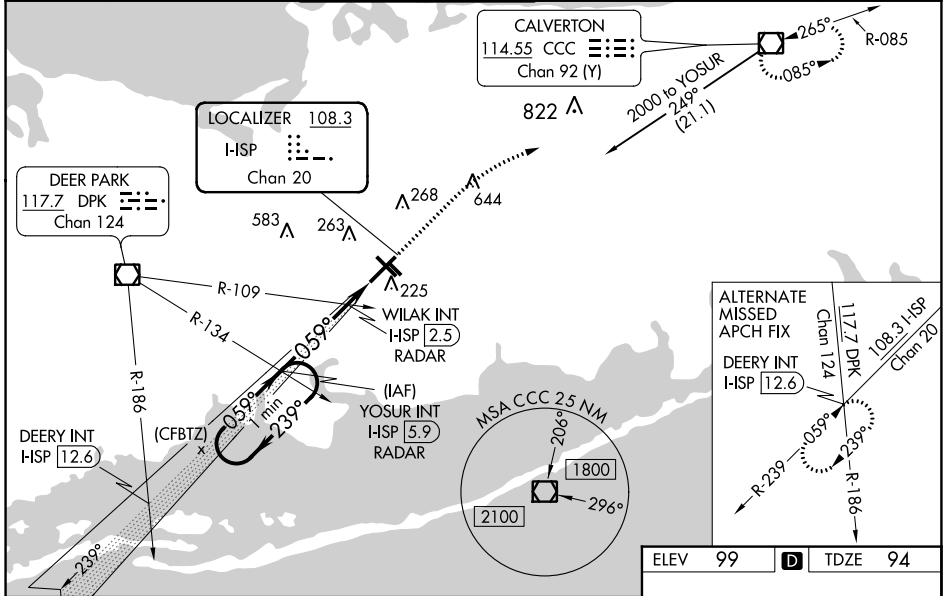 CALVERTON
114.55 CCC
Chan 92 (Y)
265°
R-085
085°
2000 to YOSUR
249°
(21.1)
822
LOCALIZER 108.3
I-ISP
Chan 20
DEER PARK
117.7 DPK
Chan 124
583
263
268
644
225
R-109
R-134
R-186
WILAK INT
I-ISP 2.5
RADAR
059°
(IAF)
YOSUR INT
I-ISP 5.9
RADAR
059°
1 min
239°
(CFBTZ)
x
DEERY INT
I-ISP 12.6
239°
MSA CCC 25 NM
206°
1800
2100
296°
ALTERNATE
MISSED
APCH FIX
117.7 DPK
Chan 124
108.3 I-ISP
Chan 20
DEERY INT
I-ISP 12.6
059°
239°
R-239
R-186
ELEV 99 D TDZE 94